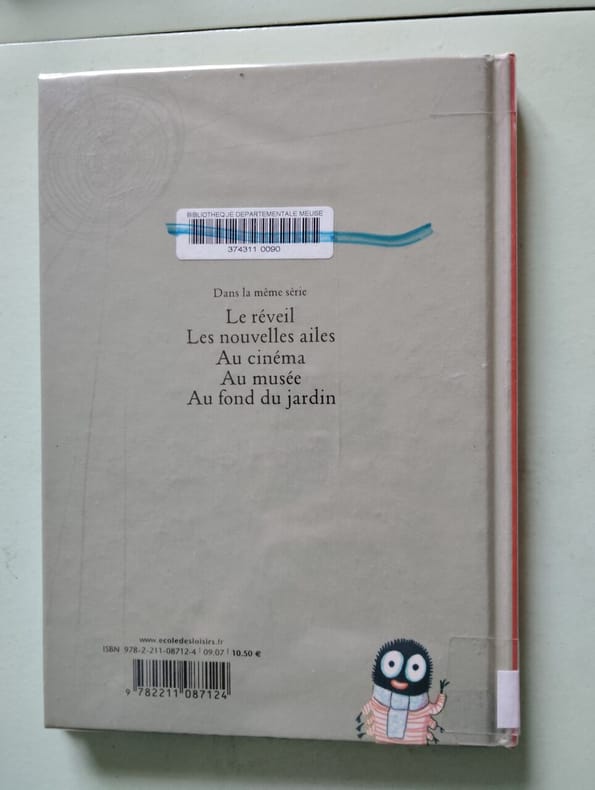 BIBLIOTHEQUE DEPARTEMENTALE MEUSE
374311 0090
Dans la même série
Le réveil
Les nouvelles ailes
Au cinéma
Au musée
Au fond du jardin
www.ecoledesloisirs.fr
ISBN 978-2-211-08712-4 | 09.07 | 10.50 €
9 782211 087124